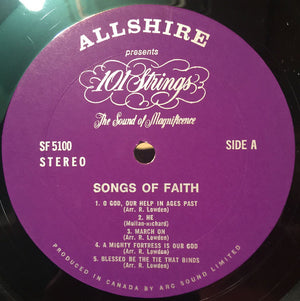 ALLSHIRE
presents
101 Strings
The Sound of Magnificence
SF 5100
STEREO
SIDE A
SONGS OF FAITH
1. O GOD, OUR HELP IN AGES PAST
(Arr. R. Lowden)
2. HE
(Mullan-richard)
3. MARCH ON
(Arr. R. Lowden)
4. A MIGHTY FORTRESS IS OUR GOD
(Arr. R. Lowden)
5. BLESSED BE THE TIE THAT BINDS
(Arr. R. Lowden)
PRODUCED IN CANADA BY ARC SOUND LIMITED